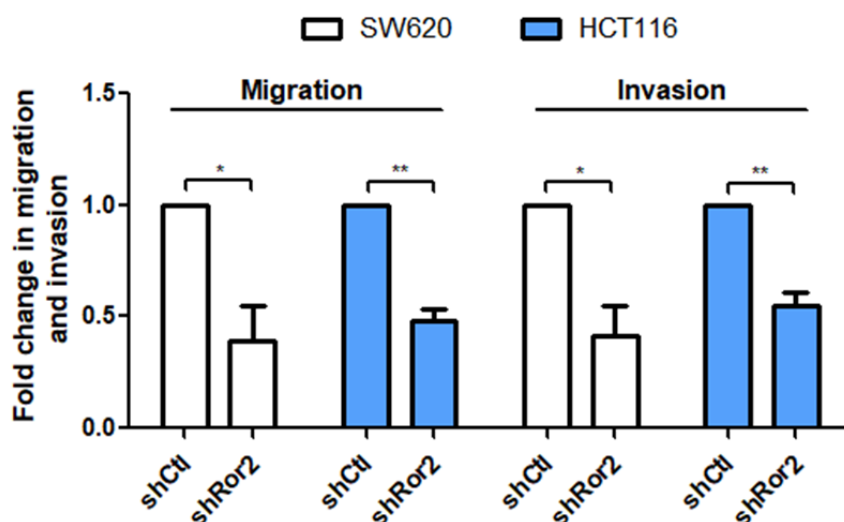 SW620 HCT116
Migration Invasion
Fold change in migration
and invasion
1.5
1.0
0.5
0.0
* ** * **
shCtl shRor2 shCtl shRor2 shCtl shRor2 shCtl shRor2